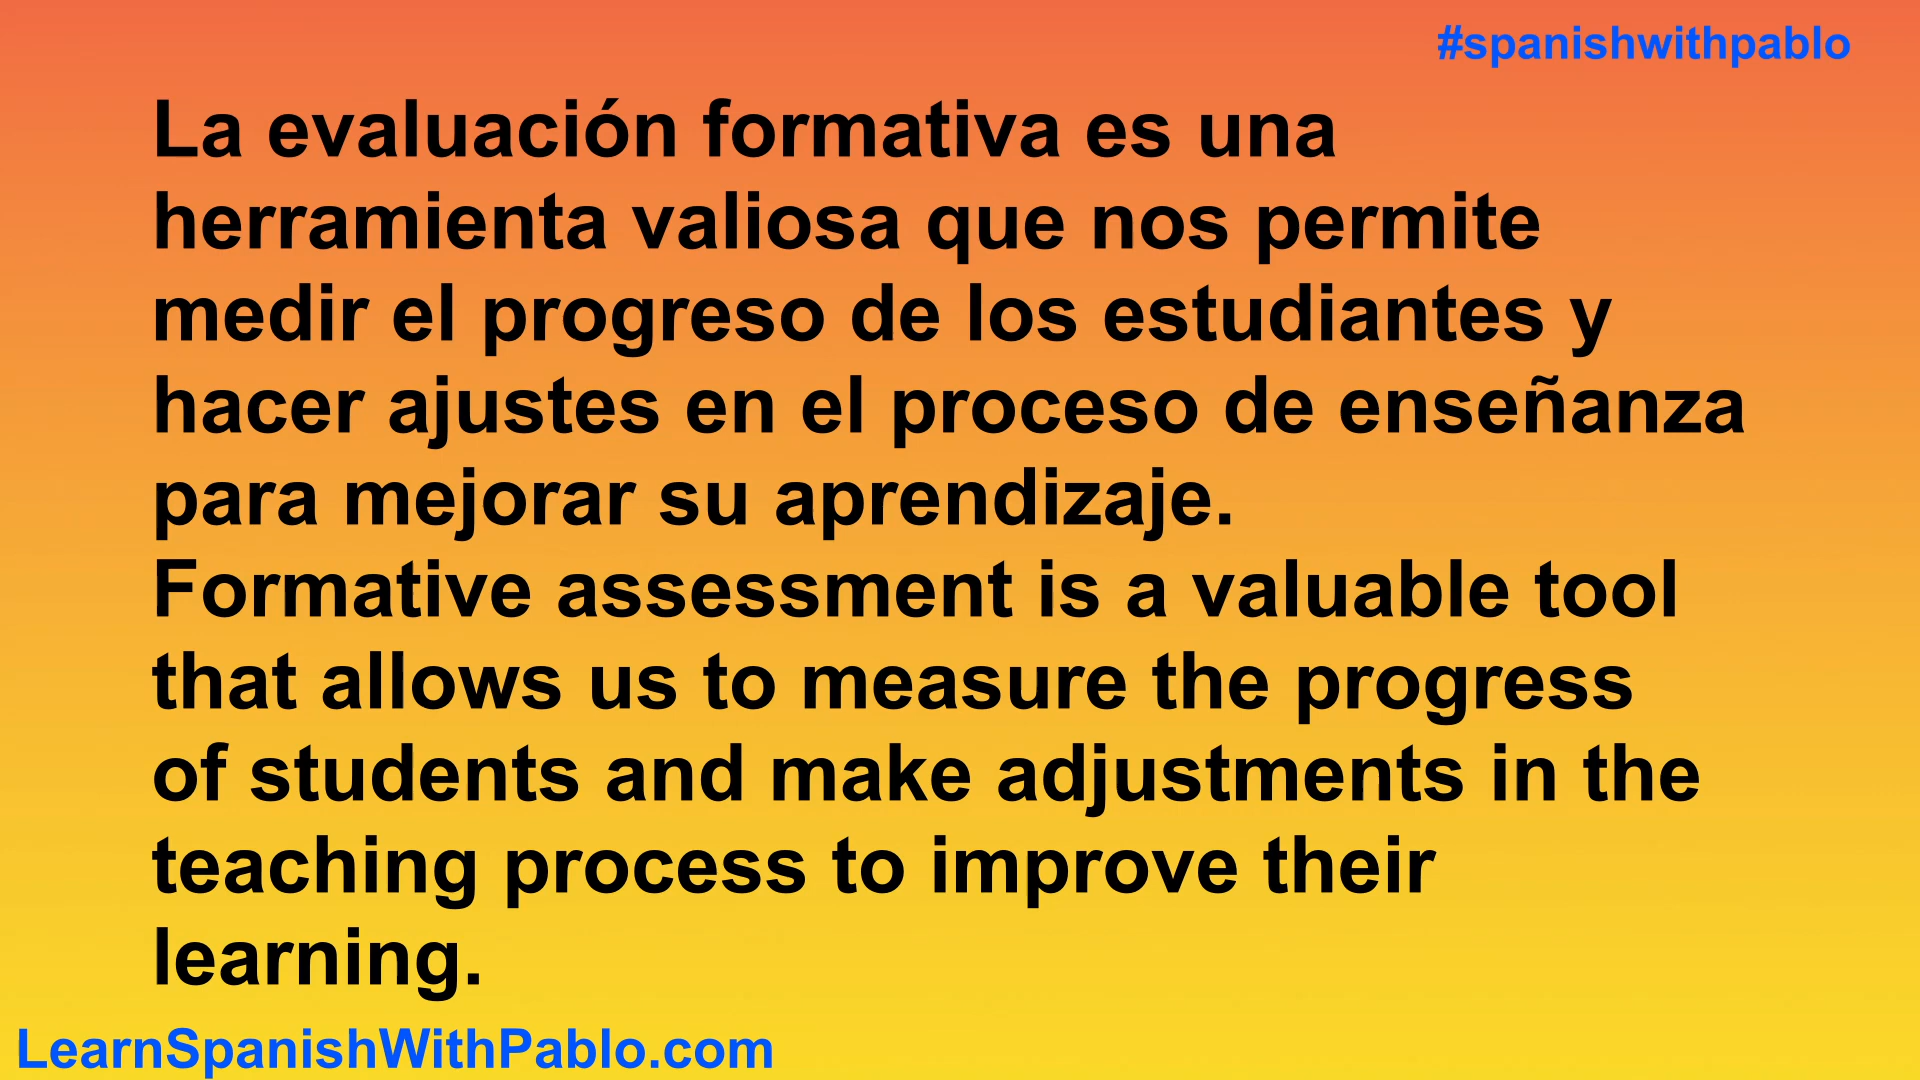 #spanishwithpablo
La evaluación formativa es una
herramienta valiosa que nos permite
medir el progreso de los estudiantes y
hacer ajustes en el proceso de enseñanza
para mejorar su aprendizaje.
Formative assessment is a valuable tool
that allows us to measure the progress
of students and make adjustments in the
teaching process to improve their
learning.
LearnSpanishWithPablo.com